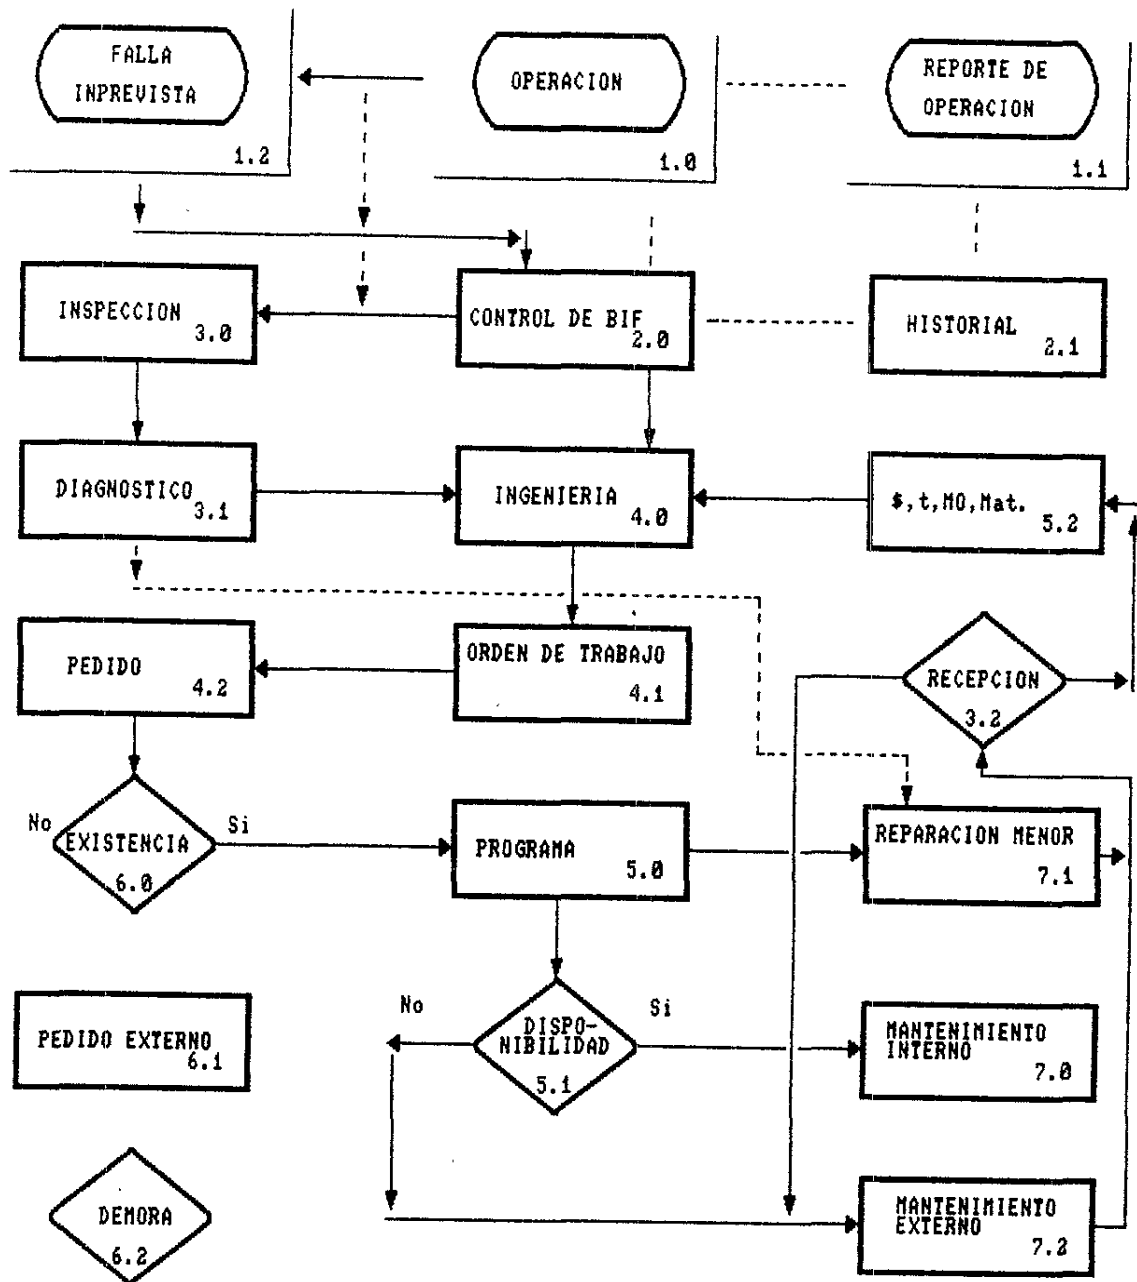 FALLA
INPREVISTA
1.2
OPERACION
1.0
REPORTE DE
OPERACION
1.1
INSPECCION
3.0
CONTROL DE BIF
2.0
HISTORIAL
2.1
DIAGNOSTICO
3.1
INGENIERIA
4.0
$,t,MO,Mat.
5.2
PEDIDO
4.2
ORDEN DE TRABAJO
4.1
RECEPCION
3.2
No
EXISTENCIA
6.0
Si
PROGRAMA
5.0
REPARACION MENOR
7.1
PEDIDO EXTERNO
6.1
No
DISPO-
NIBILIDAD
5.1
Si
MANTENIMIENTO
INTERNO
7.0
DEMORA
6.2
MANTENIMIENTO
EXTERNO
7.2